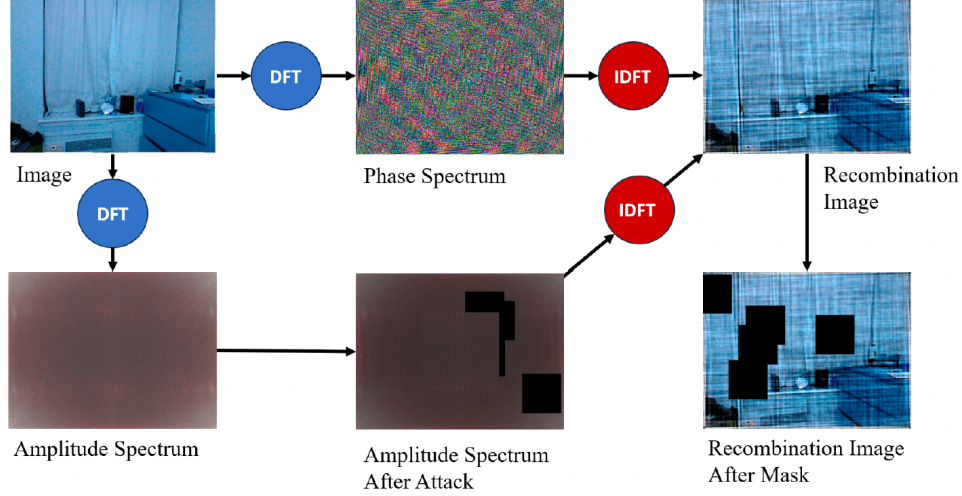 DFT
IDFT
Image
Phase Spectrum
Recombination
Image
DFT
IDFT
Amplitude Spectrum
Amplitude Spectrum
After Attack
Recombination Image
After Mask